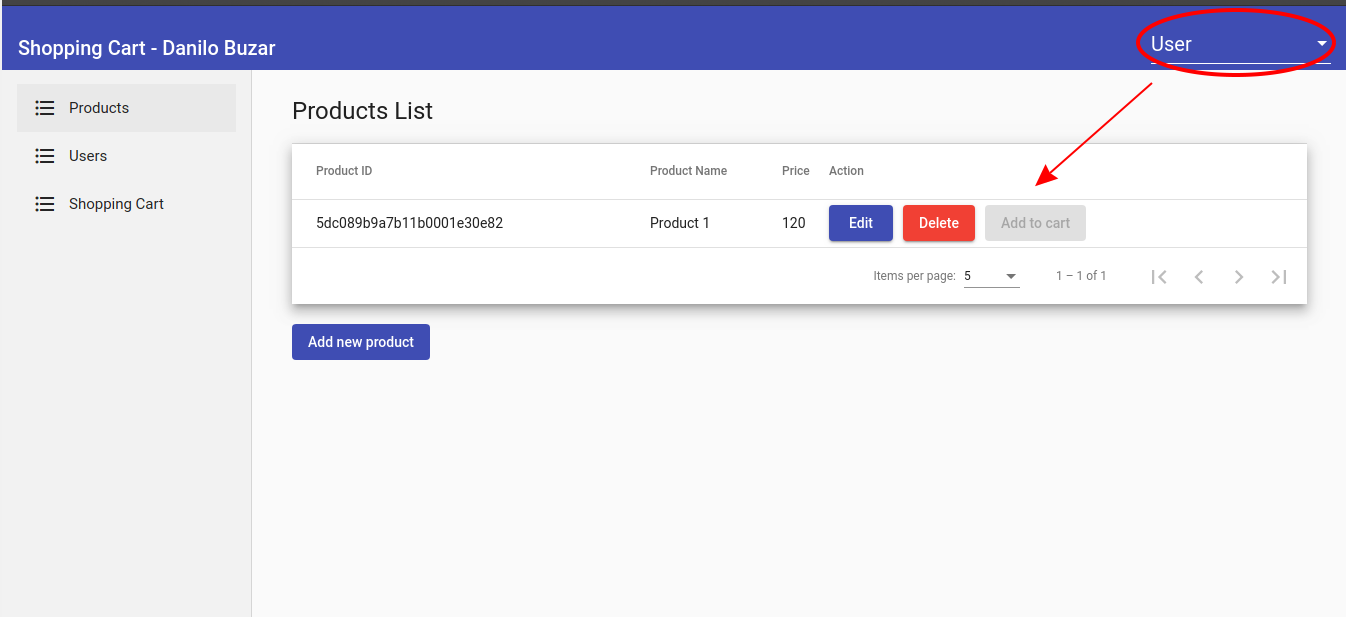 Shopping Cart - Danilo Buzar
User
Products
Users
Shopping Cart
Products List
Product ID Product Name Price Action
5dc089b9a7b11b0001e30e82 Product 1 120 Edit Delete Add to cart
Items per page: 5 1 – 1 of 1
Add new product